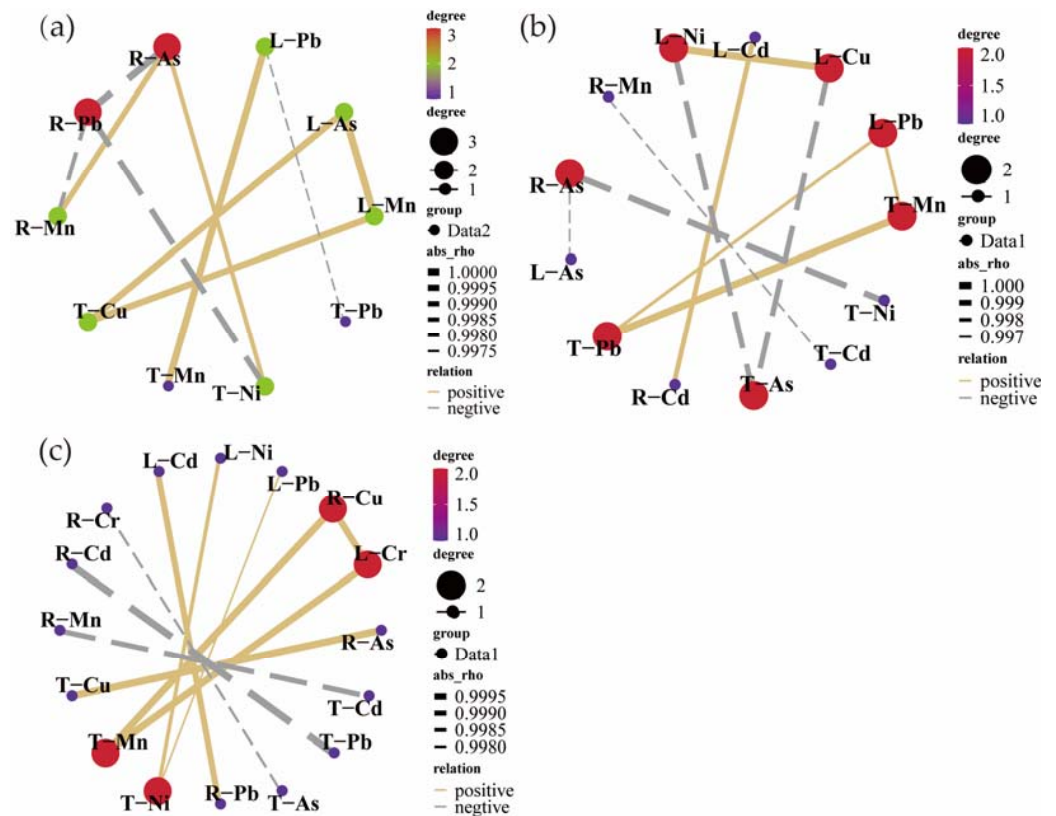 (a)
R−As
L−Pb
R−Pb
L−As
R−Mn
L−Mn
T−Cu
T−Pb
T−Mn
T−Ni
degree
3
2
1
degree
3
2
1
group
Data2
abs_rho
1.0000
0.9995
0.9990
0.9985
0.9980
0.9975
relation
positive
negtive
(b)
L−Ni
L−Cd
L−Cu
R−Mn
L−Pb
R−As
T−Mn
L−As
T−Ni
T−Pb
T−Cd
R−Cd
T−As
degree
2.0
1.5
1.0
degree
2
1
group
Data1
abs_rho
1.000
0.999
0.998
0.997
relation
positive
negtive
(c)
L−Cd
L−Ni
L−Pb
R−Cu
R−Cr
L−Cr
R−Cd
R−Mn
R−As
T−Cu
T−Cd
T−Mn
T−Pb
T−Ni
R−Pb
T−As
degree
2.0
1.5
1.0
degree
2
1
group
Data1
abs_rho
0.9995
0.9990
0.9985
0.9980
relation
positive
negtive